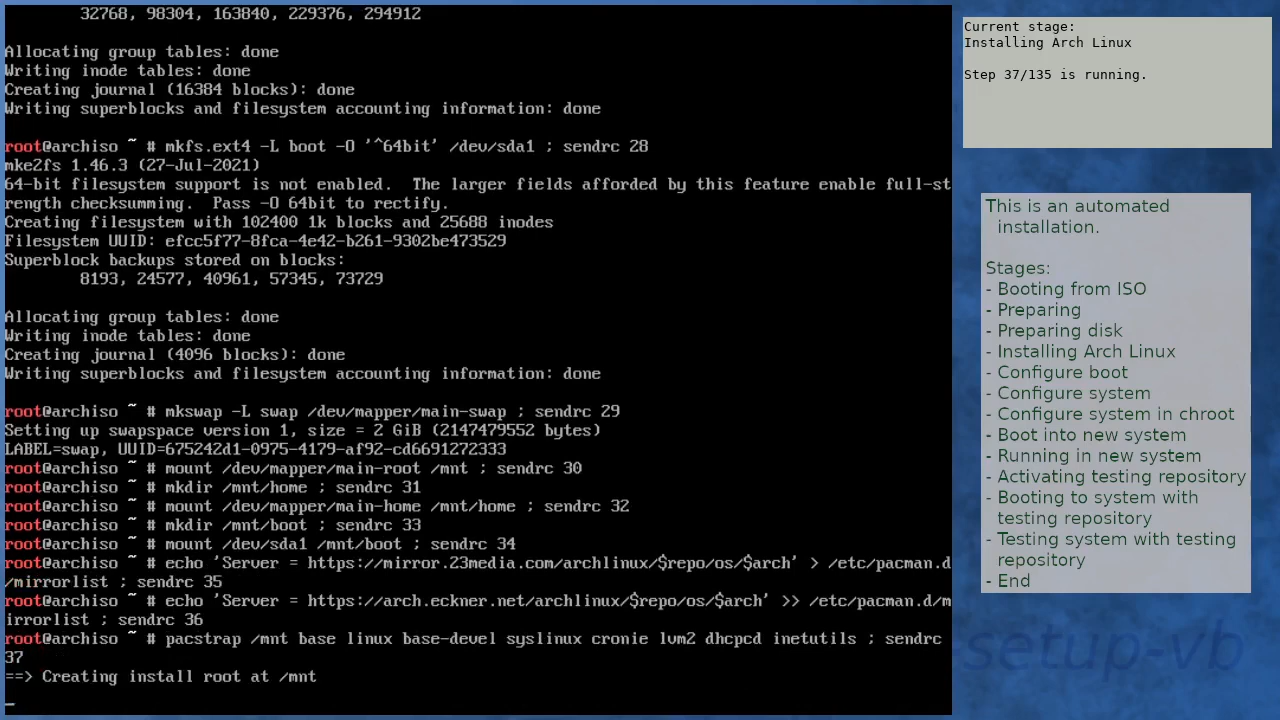 32768, 98304, 163840, 229376, 294912
Allocating group tables: done
Writing inode tables: done
Creating journal (16384 blocks): done
Writing superblocks and filesystem accounting information: done
root@archiso ~ # mkfs.ext4 -L boot -O '^64bit' /dev/sda1 ; sendrc 28
mke2fs 1.46.3 (27-Jul-2021)
64-bit filesystem support is not enabled.  The larger fields afforded by this feature enable full-st
rength checksumming.  Pass -O 64bit to rectify.
Creating filesystem with 102400 1k blocks and 25688 inodes
Filesystem UUID: efcc5f77-8fca-4e42-b261-9302be473529
Superblock backups stored on blocks:
8193, 24577, 40961, 57345, 73729
Allocating group tables: done
Writing inode tables: done
Creating journal (4096 blocks): done
Writing superblocks and filesystem accounting information: done
root@archiso ~ # mkswap -L swap /dev/mapper/main-swap ; sendrc 29
Setting up swapspace version 1, size = 2 GiB (2147479552 bytes)
LABEL=swap, UUID=675242d1-0975-4179-af92-cd6691272333
root@archiso ~ # mount /dev/mapper/main-root /mnt ; sendrc 30
root@archiso ~ # mkdir /mnt/home ; sendrc 31
root@archiso ~ # mount /dev/mapper/main-home /mnt/home ; sendrc 32
root@archiso ~ # mkdir /mnt/boot ; sendrc 33
root@archiso ~ # mount /dev/sda1 /mnt/boot ; sendrc 34
root@archiso ~ # echo 'Server = https://mirror.23media.com/archlinux/$repo/os/$arch' > /etc/pacman.d
/mirrorlist ; sendrc 35
root@archiso ~ # echo 'Server = https://arch.eckner.net/archlinux/$repo/os/$arch' >> /etc/pacman.d/m
irrorlist ; sendrc 36
root@archiso ~ # pacstrap /mnt base linux base-devel syslinux cronie lvm2 dhcpcd inetutils ; sendrc
37
==> Creating install root at /mnt
_
Current stage:
Installing Arch Linux
Step 37/135 is running.
This is an automated
installation.
Stages:
- Booting from ISO
- Preparing
- Preparing disk
- Installing Arch Linux
- Configure boot
- Configure system
- Configure system in chroot
- Boot into new system
- Running in new system
- Activating testing repository
- Booting to system with
testing repository
- Testing system with testing
repository
- End
setup-vb